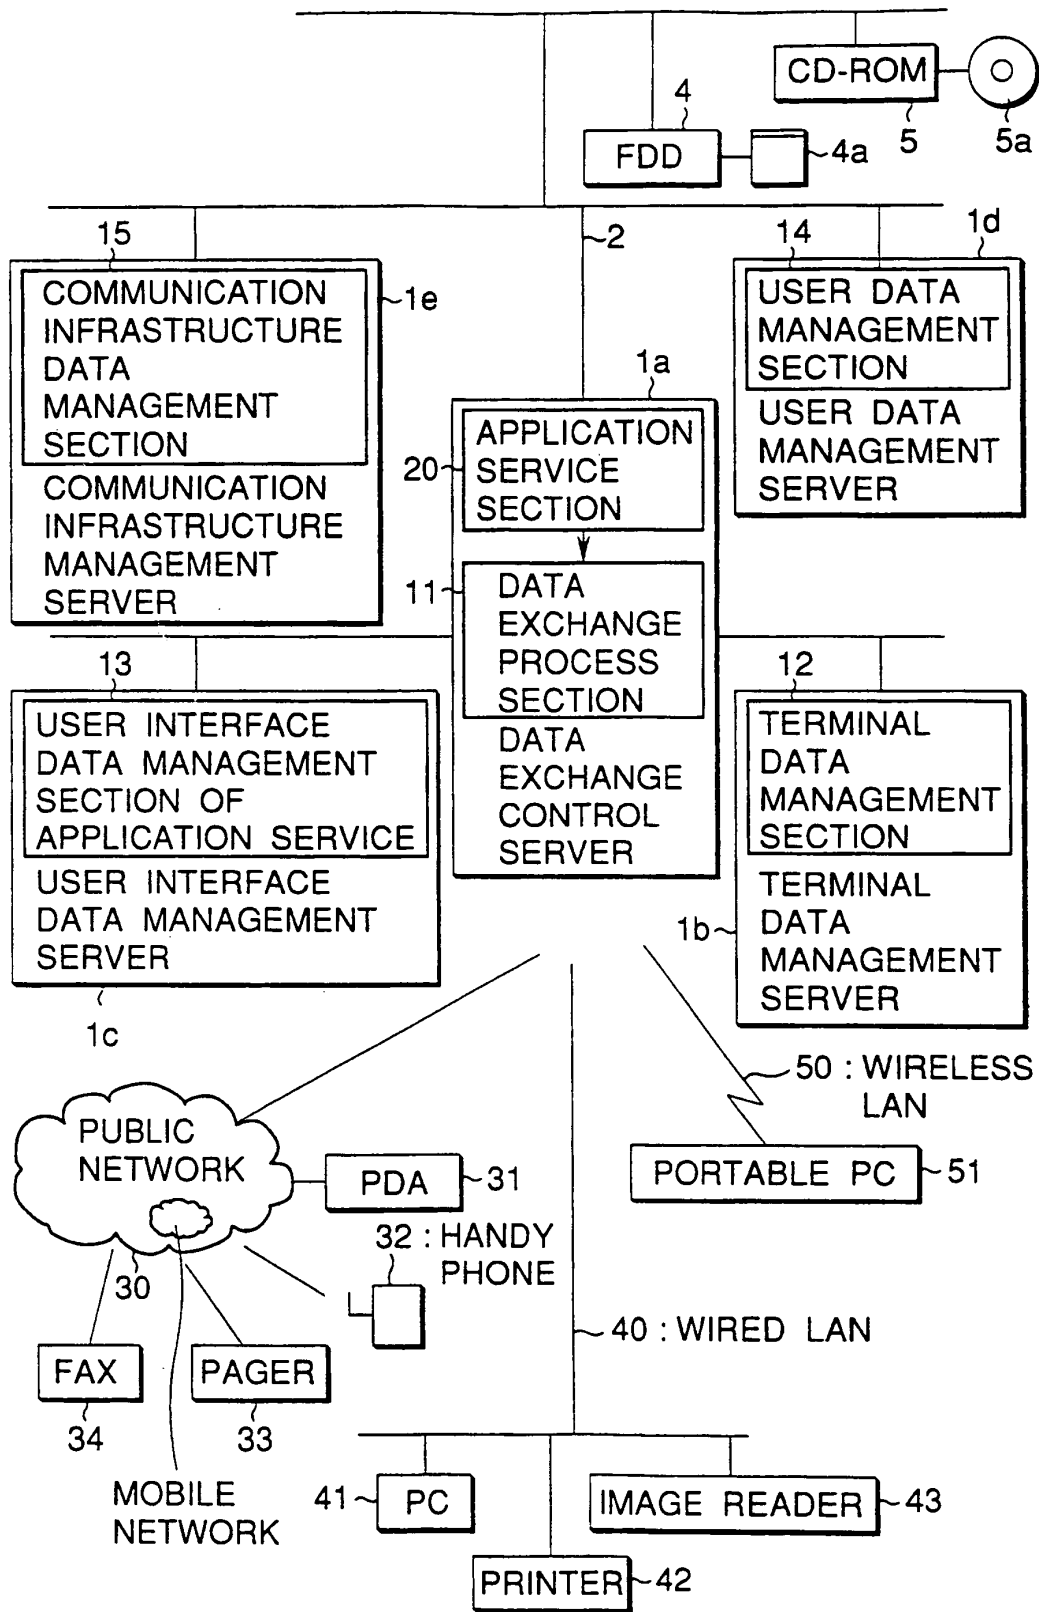 CD-ROM
5
5a
4
FDD
4a
2
15
COMMUNICATION
INFRASTRUCTURE
DATA
MANAGEMENT
SECTION
COMMUNICATION
INFRASTRUCTURE
MANAGEMENT
SERVER
1e
14
1d
USER DATA
MANAGEMENT
SECTION
USER DATA
MANAGEMENT
SERVER
1a
20
APPLICATION
SERVICE
SECTION
11
DATA
EXCHANGE
PROCESS
SECTION
DATA
EXCHANGE
CONTROL
SERVER
13
USER INTERFACE
DATA MANAGEMENT
SECTION OF
APPLICATION SERVICE
USER INTERFACE
DATA MANAGEMENT
SERVER
1c
12
TERMINAL
DATA
MANAGEMENT
SECTION
TERMINAL
DATA
MANAGEMENT
SERVER
1b
50 : WIRELESS
LAN
PORTABLE PC
51
PUBLIC
NETWORK
30
PDA
31
32 : HANDY
PHONE
40 : WIRED LAN
FAX
34
PAGER
33
MOBILE
NETWORK
41
PC
IMAGE READER
43
PRINTER
42